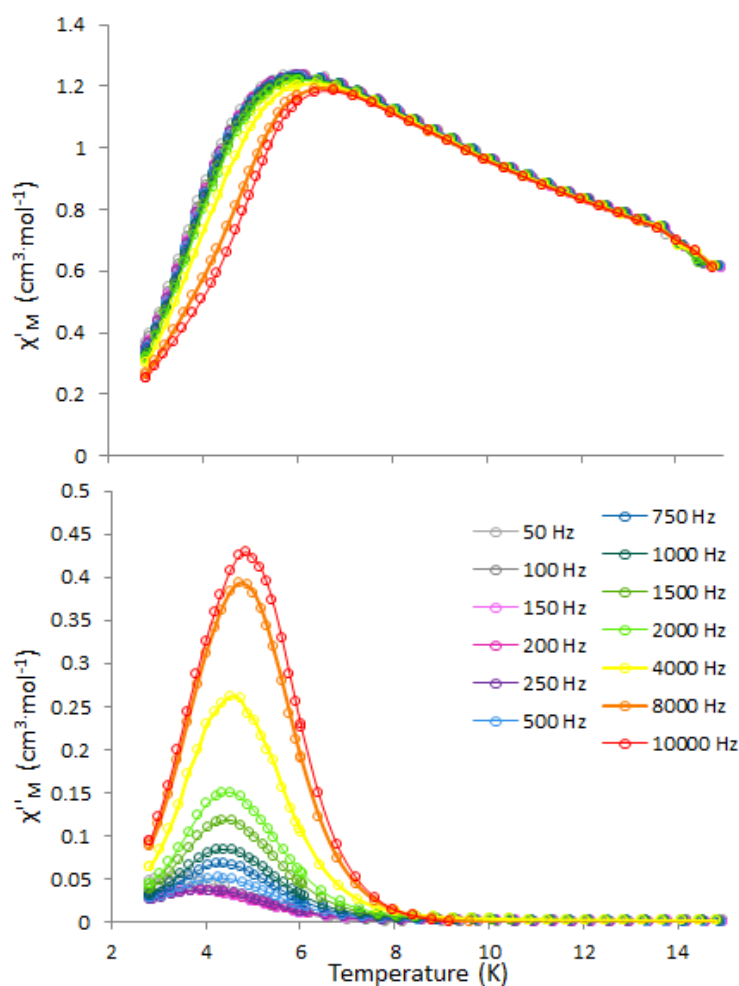 1.4
1.2
1
0.8
0.6
0.4
0.2
0
χ'M (cm³·mol⁻¹)
0.5
0.45
0.4
0.35
0.3
0.25
0.2
0.15
0.1
0.05
0
χ''M (cm³·mol⁻¹)
50 Hz
100 Hz
150 Hz
200 Hz
250 Hz
500 Hz
750 Hz
1000 Hz
1500 Hz
2000 Hz
4000 Hz
8000 Hz
10000 Hz
2 4 6 8 10 12 14
Temperature (K)